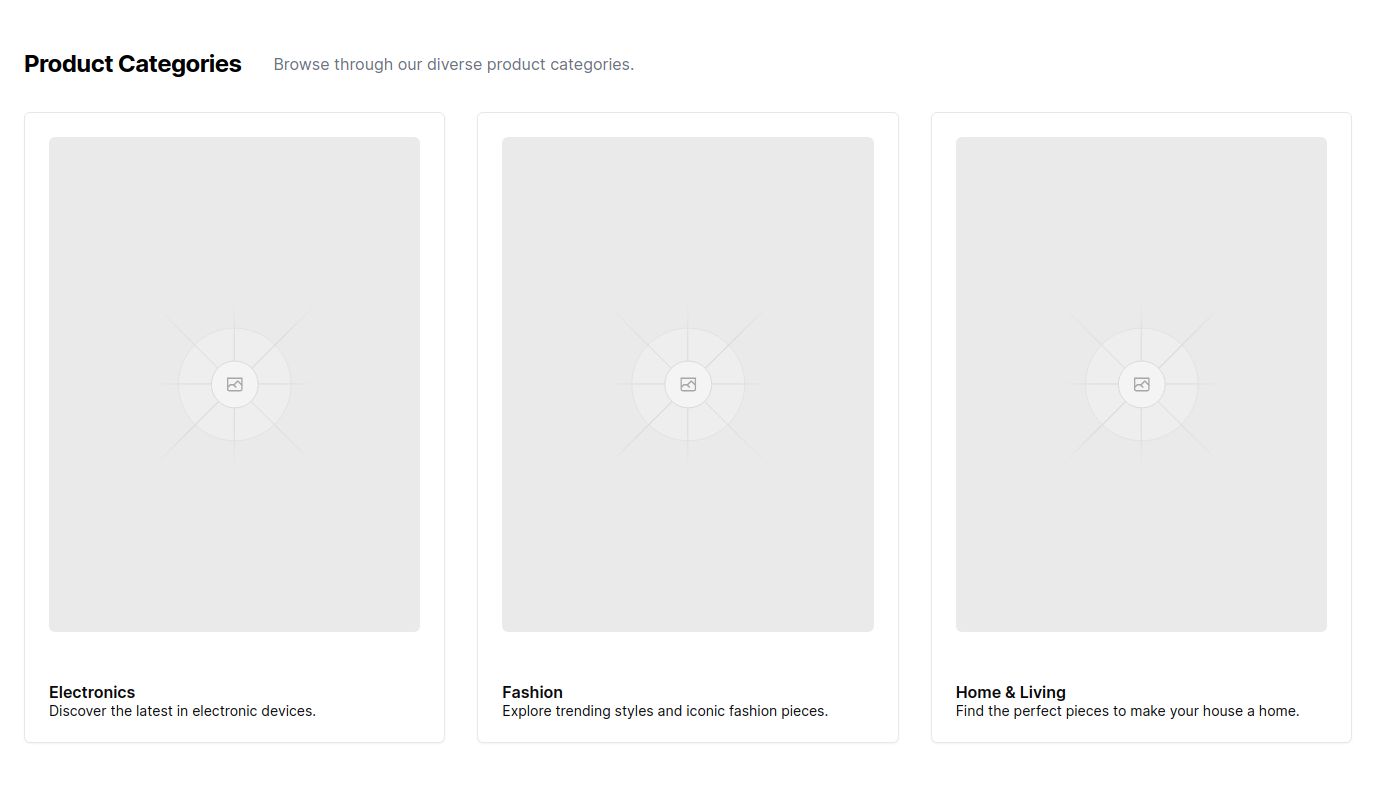 Product Categories
Browse through our diverse product categories.
Electronics
Discover the latest in electronic devices.
Fashion
Explore trending styles and iconic fashion pieces.
Home & Living
Find the perfect pieces to make your house a home.